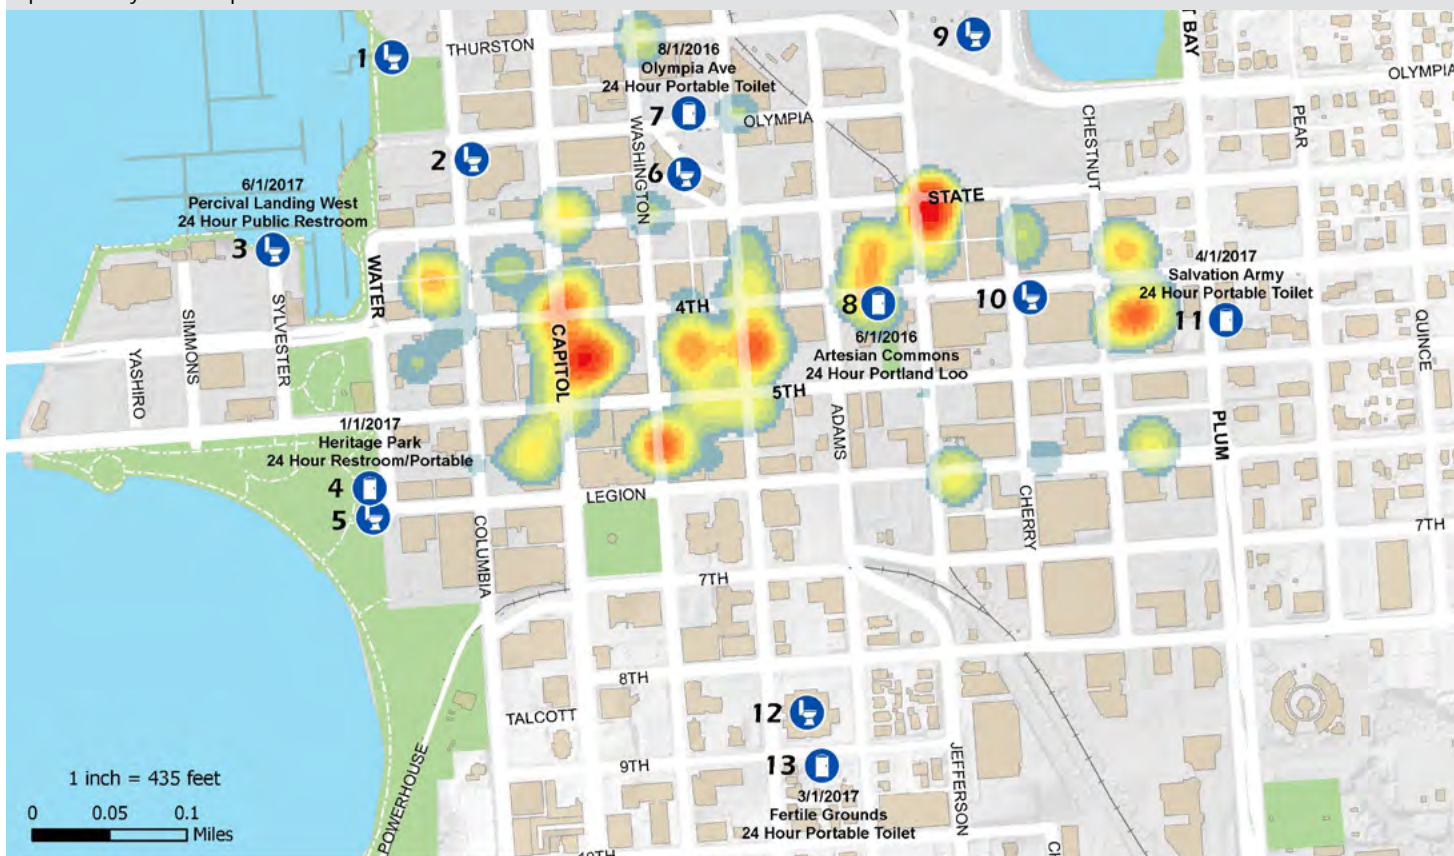 THURSTON
1
8/1/2016
Olympia Ave
24 Hour Portable Toilet
7
9
BAY
OLYMPIA
OLYMPIA
WASHINGTON
CHESTNUT
PEAR
2
6
6/1/2017
Percival Landing West
24 Hour Public Restroom
3
STATE
WATER
4TH
CAPITOL
8
6/1/2016
Artesian Commons
24 Hour Portland Loo
10
4/1/2017
Salvation Army
24 Hour Portable Toilet
11
SIMMONS
SYLVESTER
YASHIRO
QUINCE
5TH
ADAMS
PLUM
1/1/2017
Heritage Park
24 Hour Restroom/Portable
4
5
LEGION
COLUMBIA
CHERRY
7TH
7TH
8TH
TALCOTT
12
9TH
13
3/1/2017
Fertile Grounds
24 Hour Portable Toilet
JEFFERSON
POWERHOUSE
1 inch = 435 feet
0 0.05 0.1
Miles
10TH